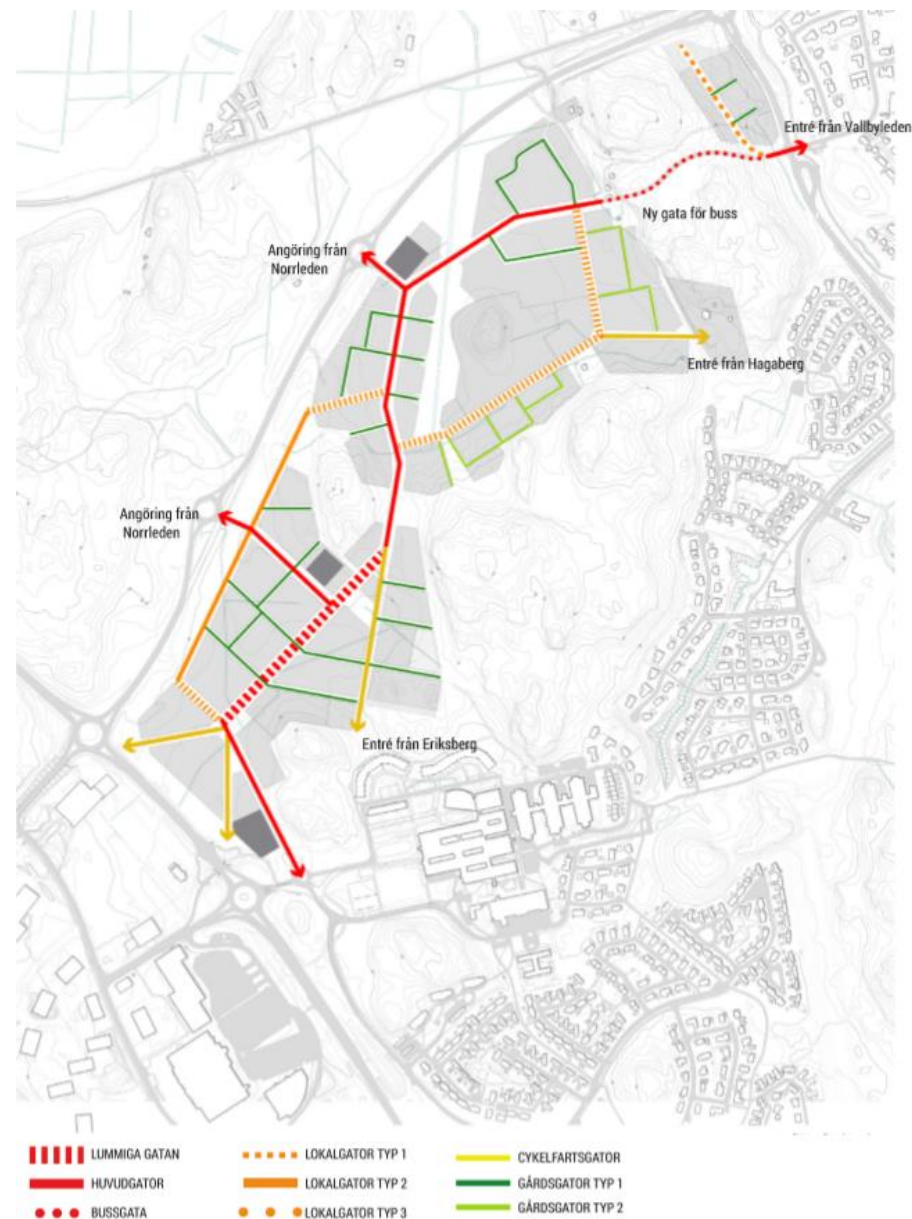 Entré från Vallbyleden
Ny gata för buss
Angöring från
Norrleden
Entré från Hagaberg
Angöring från
Norrleden
Entré från Eriksberg
LUMMIGA GATAN
HUVUDGATOR
BUSSGATA
LOKALGATOR TYP 1
LOKALGATOR TYP 2
LOKALGATOR TYP 3
CYKELFARTSGATOR
GÅRDSGATOR TYP 1
GÅRDSGATOR TYP 2